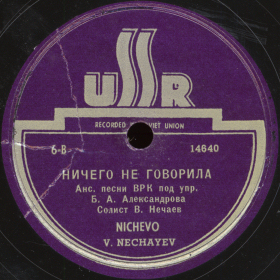 USSR
RECORDED IN SOVIET UNION
6-B 14640
НИЧЕГО НЕ ГОВОРИЛА
Анс. песни ВРК под упр.
Б. А. Александрова
Солист В. Нечаев
NICHEVO
V. NECHAYEV